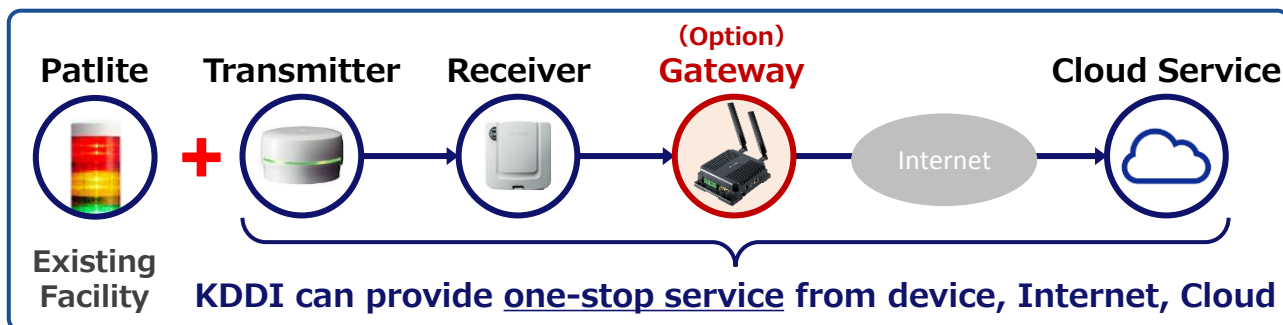 (Option)
Patlite Transmitter Receiver Gateway Cloud Service
Internet
Existing
Facility
KDDI can provide one-stop service from device, Internet, Cloud